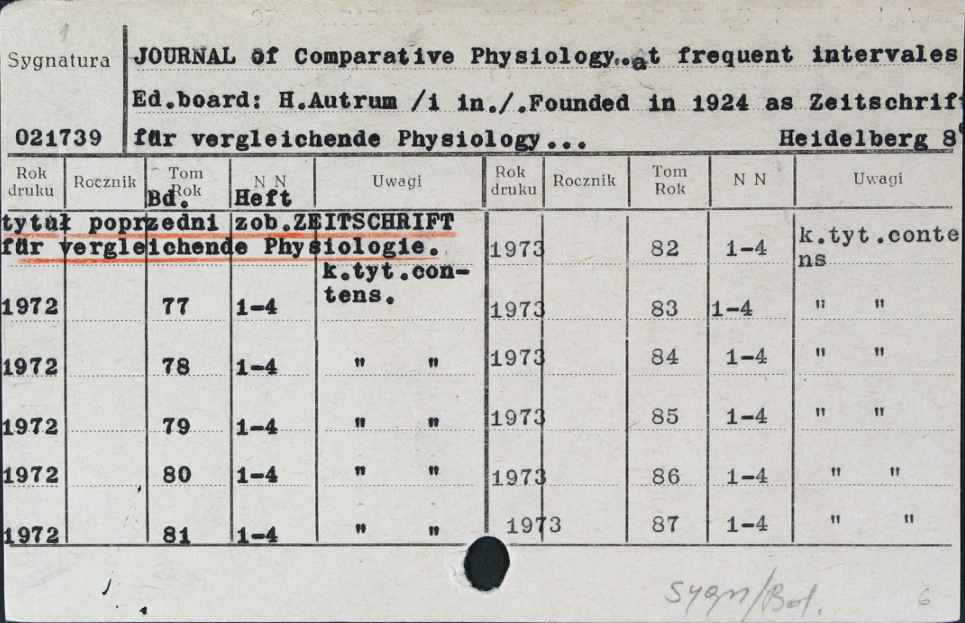 Sygnatura
021739
JOURNAL of Comparative Physiology..at frequent intervales
Ed.board: H.Autrum /i in./.Founded in 1924 as Zeitschrift
für vergleichende Physiology... Heidelberg 8°
Rok druku Rocznik Tom Rok N N Uwagi Rok druku Rocznik Tom Rok N N Uwagi
Bd. Heft
tytuł poprzedni zob.ZEITSCHRIFT
für vergleichende Physiologie.
1973 82 1-4 k.tyt.contens
k.tyt.con-
tens.
1972 77 1-4
1973 83 1-4 " "
1972 78 1-4 " "
1973 84 1-4 " "
1972 79 1-4 " "
1973 85 1-4 " "
1972 80 1-4 " "
1973 86 1-4 " "
1972 81 1-4 " "
1973 87 1-4 " "
Sygn/Bol.
6